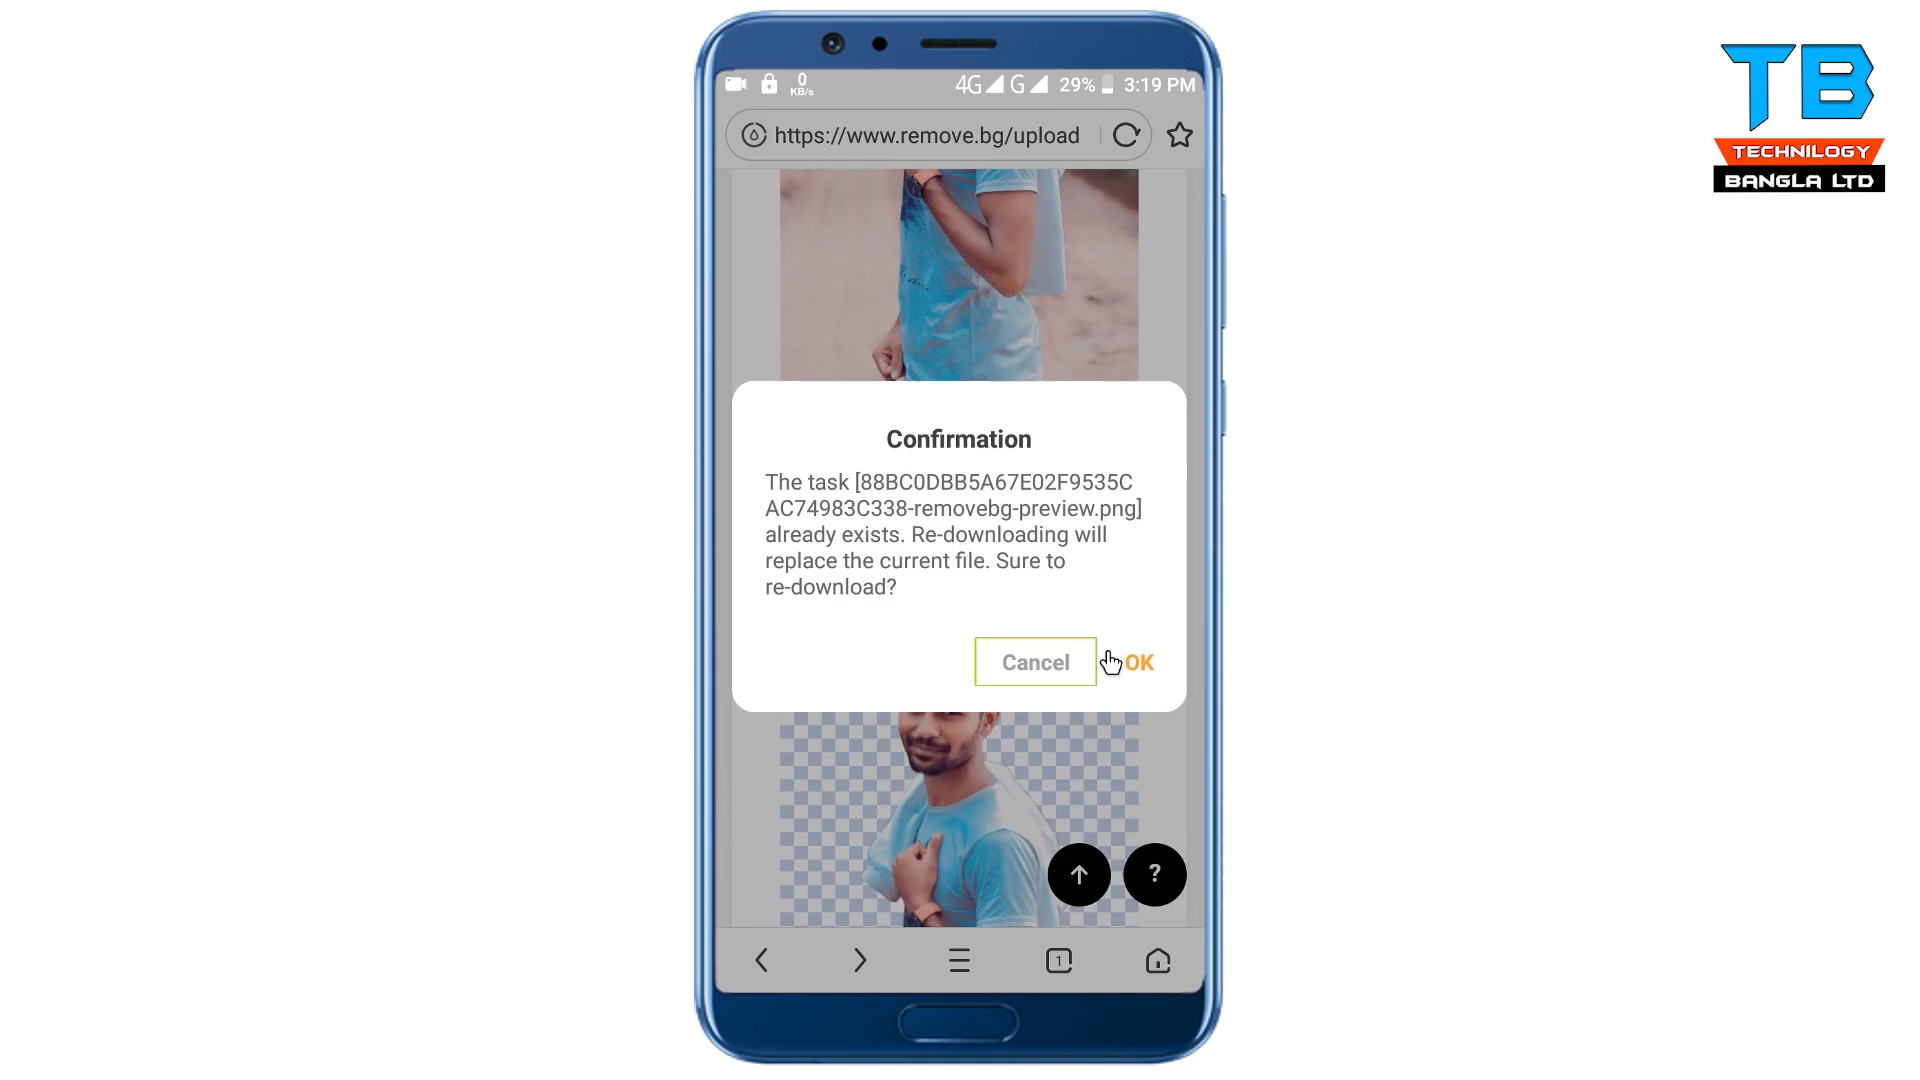 0
KB/s
4G G 29% 3:19 PM
https://www.remove.bg/upload
TB
TECHNILOGY
BANGLA LTD
Confirmation
The task [88BC0DBB5A67E02F9535C
AC74983C338-removebg-preview.png]
already exists. Re-downloading will
replace the current file. Sure to
re-download?
Cancel OK
?
1